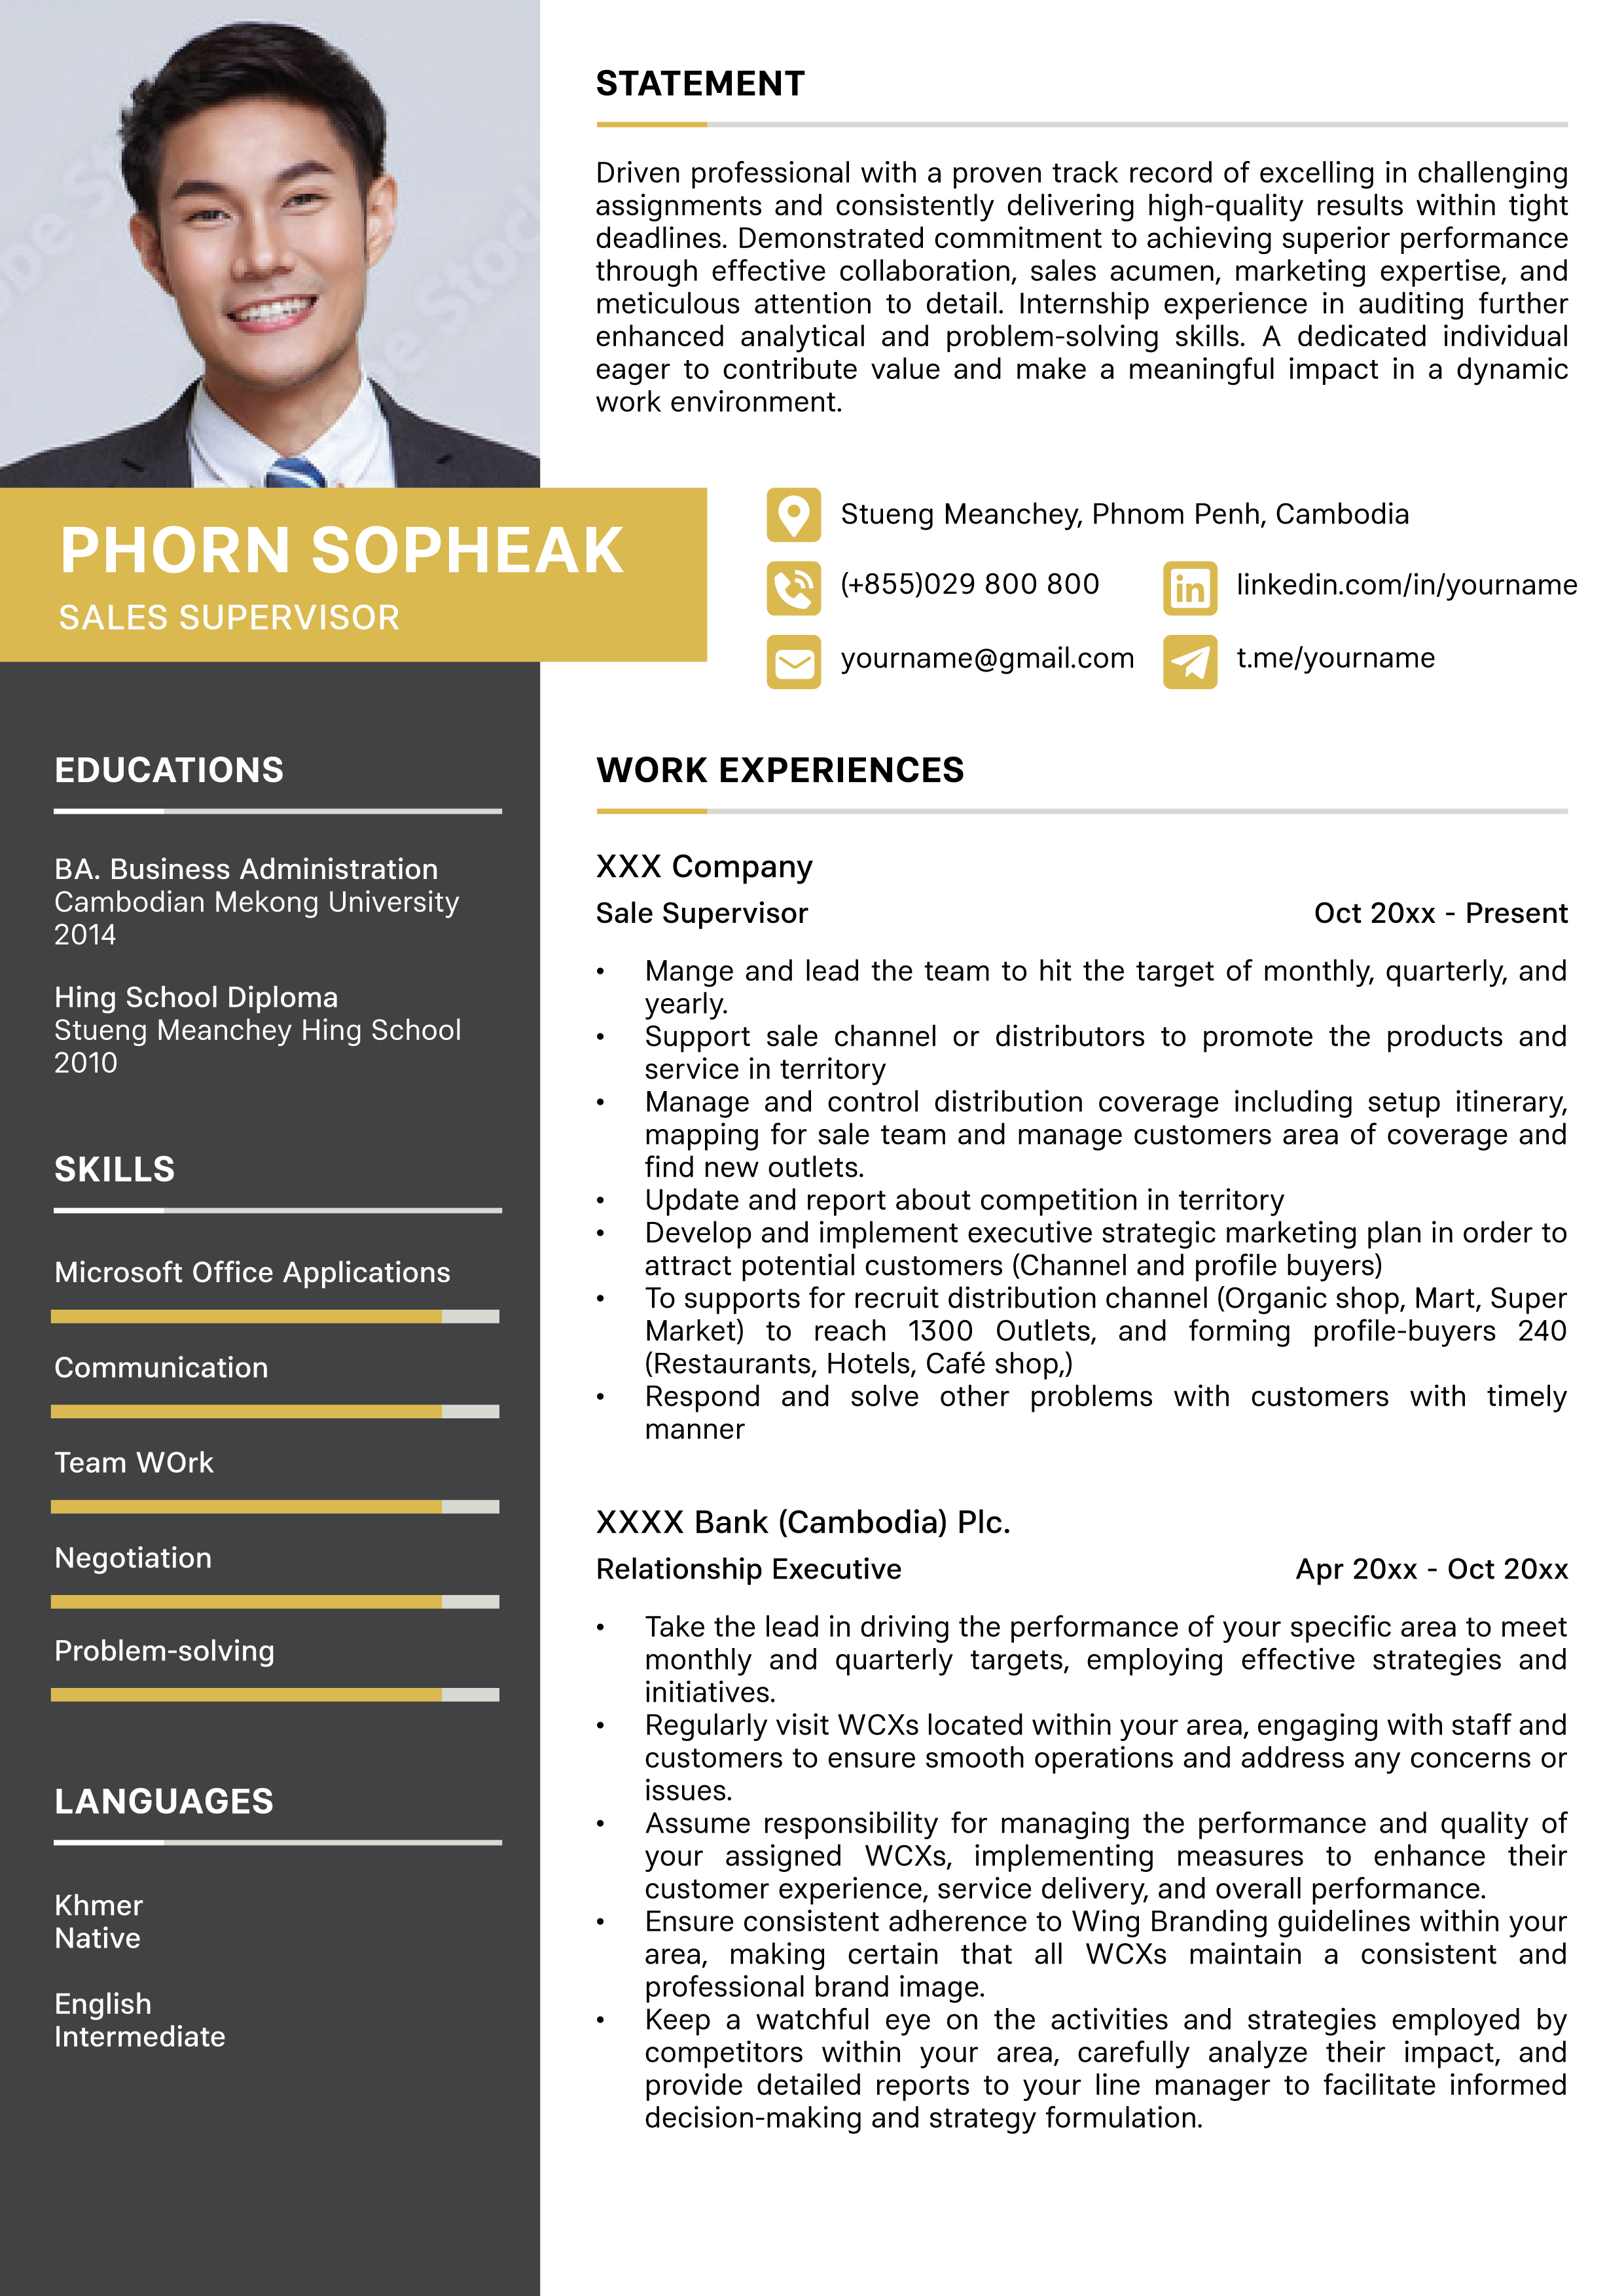 STATEMENT
Driven professional with a proven track record of excelling in challenging
assignments and consistently delivering high-quality results within tight
deadlines. Demonstrated commitment to achieving superior performance
through effective collaboration, sales acumen, marketing expertise, and
meticulous attention to detail. Internship experience in auditing further
enhanced analytical and problem-solving skills. A dedicated individual
eager to contribute value and make a meaningful impact in a dynamic
work environment.
PHORN SOPHEAK
SALES SUPERVISOR
Stueng Meanchey, Phnom Penh, Cambodia
(+855)029 800 800
linkedin.com/in/yourname
yourname@gmail.com
t.me/yourname
EDUCATIONS
BA. Business Administration
Cambodian Mekong University
2014
Hing School Diploma
Stueng Meanchey Hing School
2010
SKILLS
Microsoft Office Applications
Communication
Team WOrk
Negotiation
Problem-solving
LANGUAGES
Khmer
Native
English
Intermediate
WORK EXPERIENCES
XXX Company
Sale Supervisor Oct 20xx - Present
• Mange and lead the team to hit the target of monthly, quarterly, and
yearly.
• Support sale channel or distributors to promote the products and
service in territory
• Manage and control distribution coverage including setup itinerary,
mapping for sale team and manage customers area of coverage and
find new outlets.
• Update and report about competition in territory
• Develop and implement executive strategic marketing plan in order to
attract potential customers (Channel and profile buyers)
• To supports for recruit distribution channel (Organic shop, Mart, Super
Market) to reach 1300 Outlets, and forming profile-buyers 240
(Restaurants, Hotels, Café shop,)
• Respond and solve other problems with customers with timely
manner
XXXX Bank (Cambodia) Plc.
Relationship Executive Apr 20xx - Oct 20xx
• Take the lead in driving the performance of your specific area to meet
monthly and quarterly targets, employing effective strategies and
initiatives.
• Regularly visit WCXs located within your area, engaging with staff and
customers to ensure smooth operations and address any concerns or
issues.
• Assume responsibility for managing the performance and quality of
your assigned WCXs, implementing measures to enhance their
customer experience, service delivery, and overall performance.
• Ensure consistent adherence to Wing Branding guidelines within your
area, making certain that all WCXs maintain a consistent and
professional brand image.
• Keep a watchful eye on the activities and strategies employed by
competitors within your area, carefully analyze their impact, and
provide detailed reports to your line manager to facilitate informed
decision-making and strategy formulation.